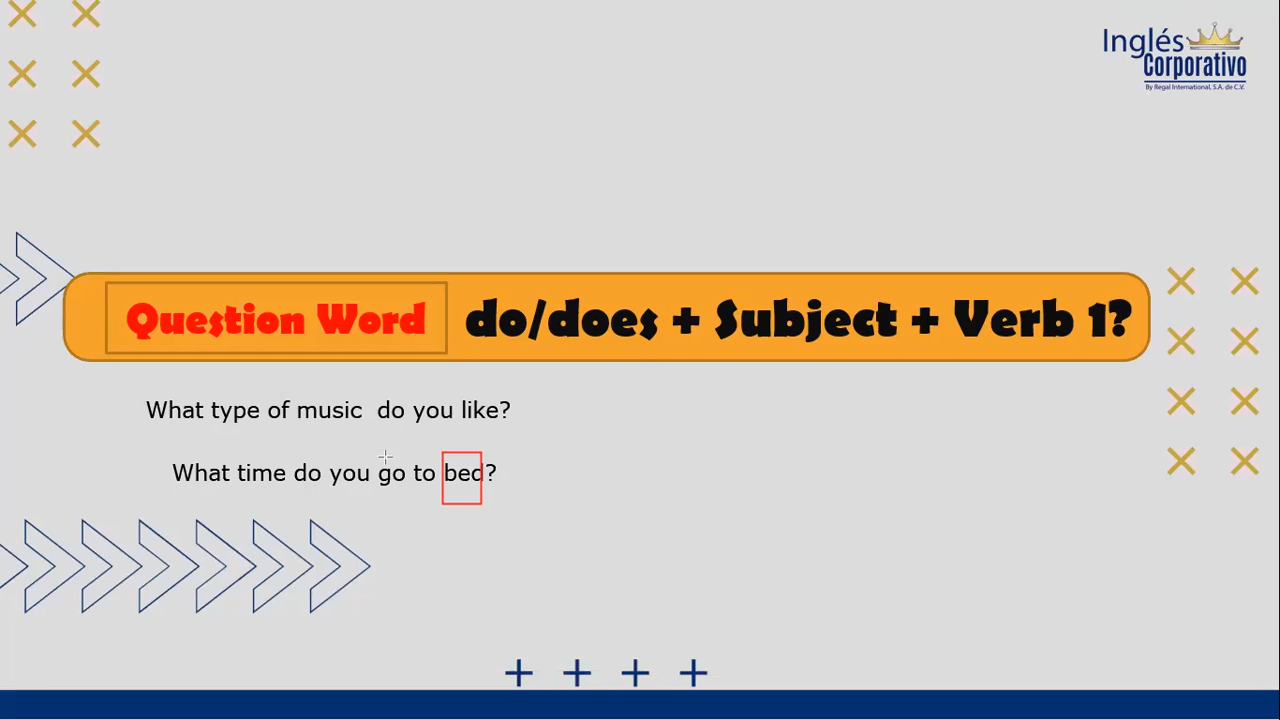 Inglés
Corporativo
By Regal International, S.A. de C.V.
Question Word do/does + Subject + Verb 1?
What type of music do you like?
What time do you go to bed?